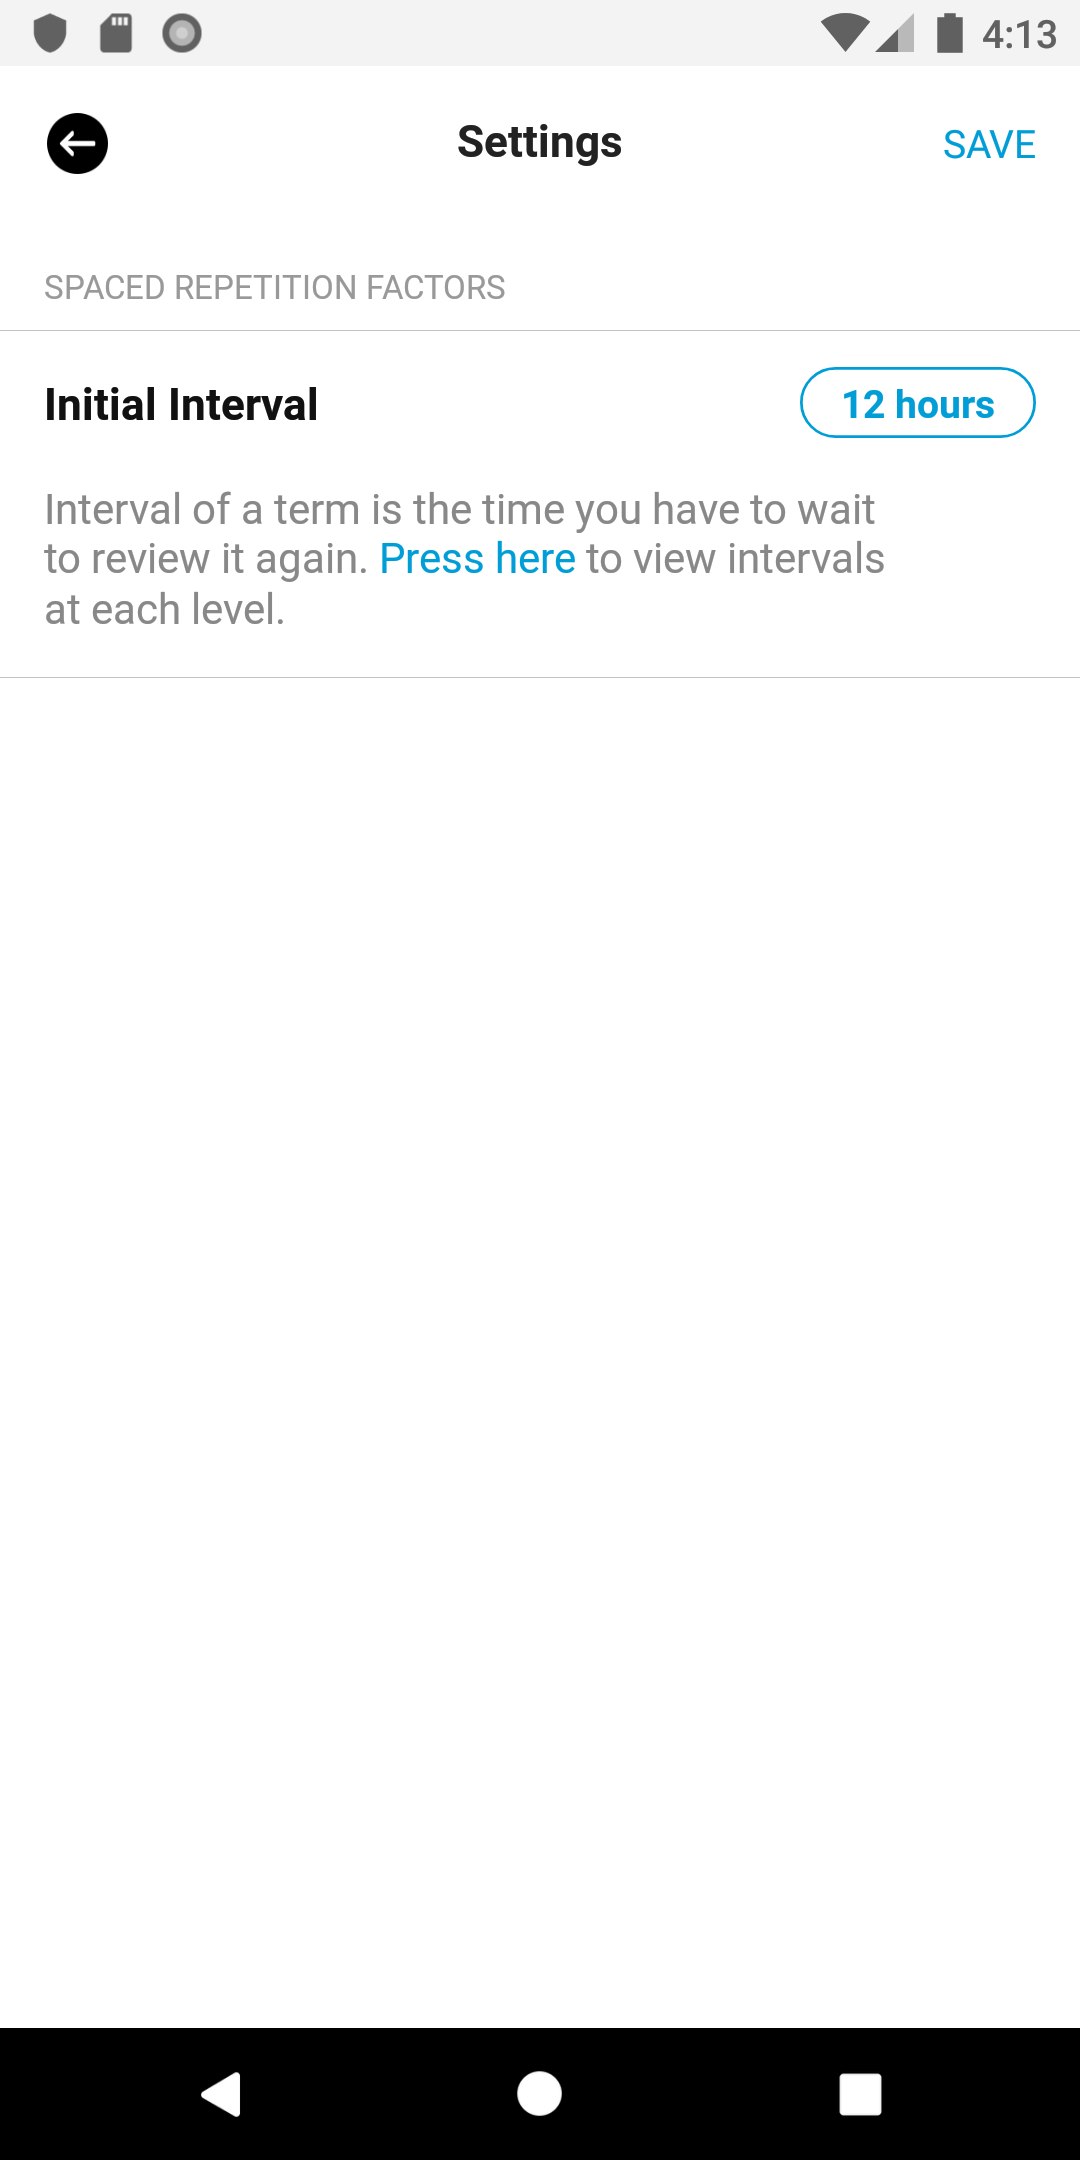 4:13
Settings
SAVE
SPACED REPETITION FACTORS
Initial Interval
12 hours
Interval of a term is the time you have to wait
to review it again. Press here to view intervals
at each level.